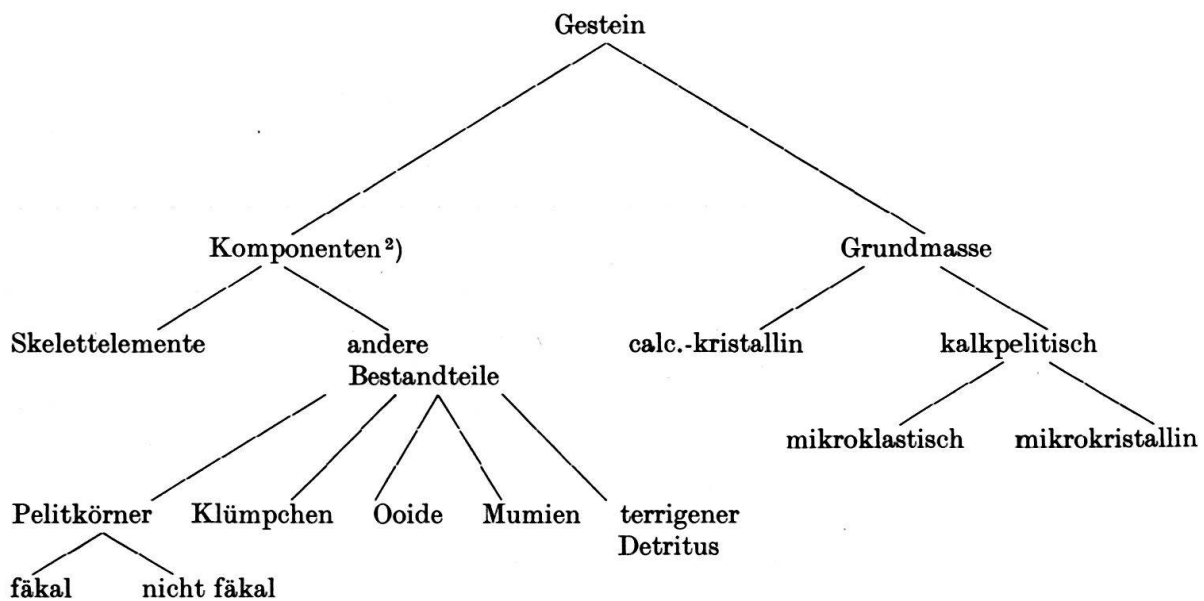 Gestein
Komponenten²) Grundmasse
Skelettelemente andere calc.-kristallin kalkpelitisch
Bestandteile
mikroklastisch mikrokristallin
Pelitkörner Klümpchen Ooide Mumien terrigener
Detritus
fäkal nicht fäkal